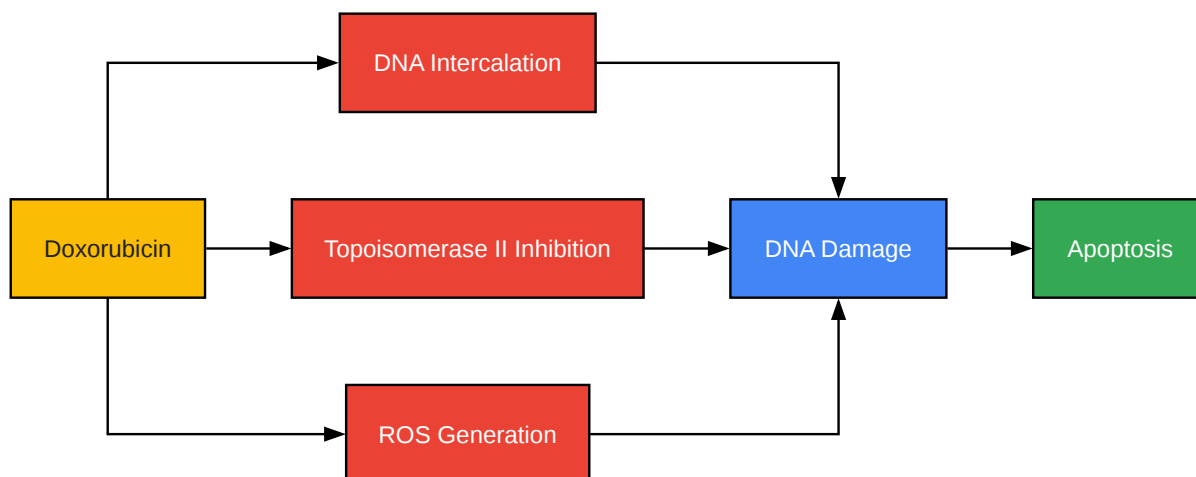 DNA Intercalation
Doxorubicin
Topoisomerase II Inhibition
DNA Damage
Apoptosis
ROS Generation